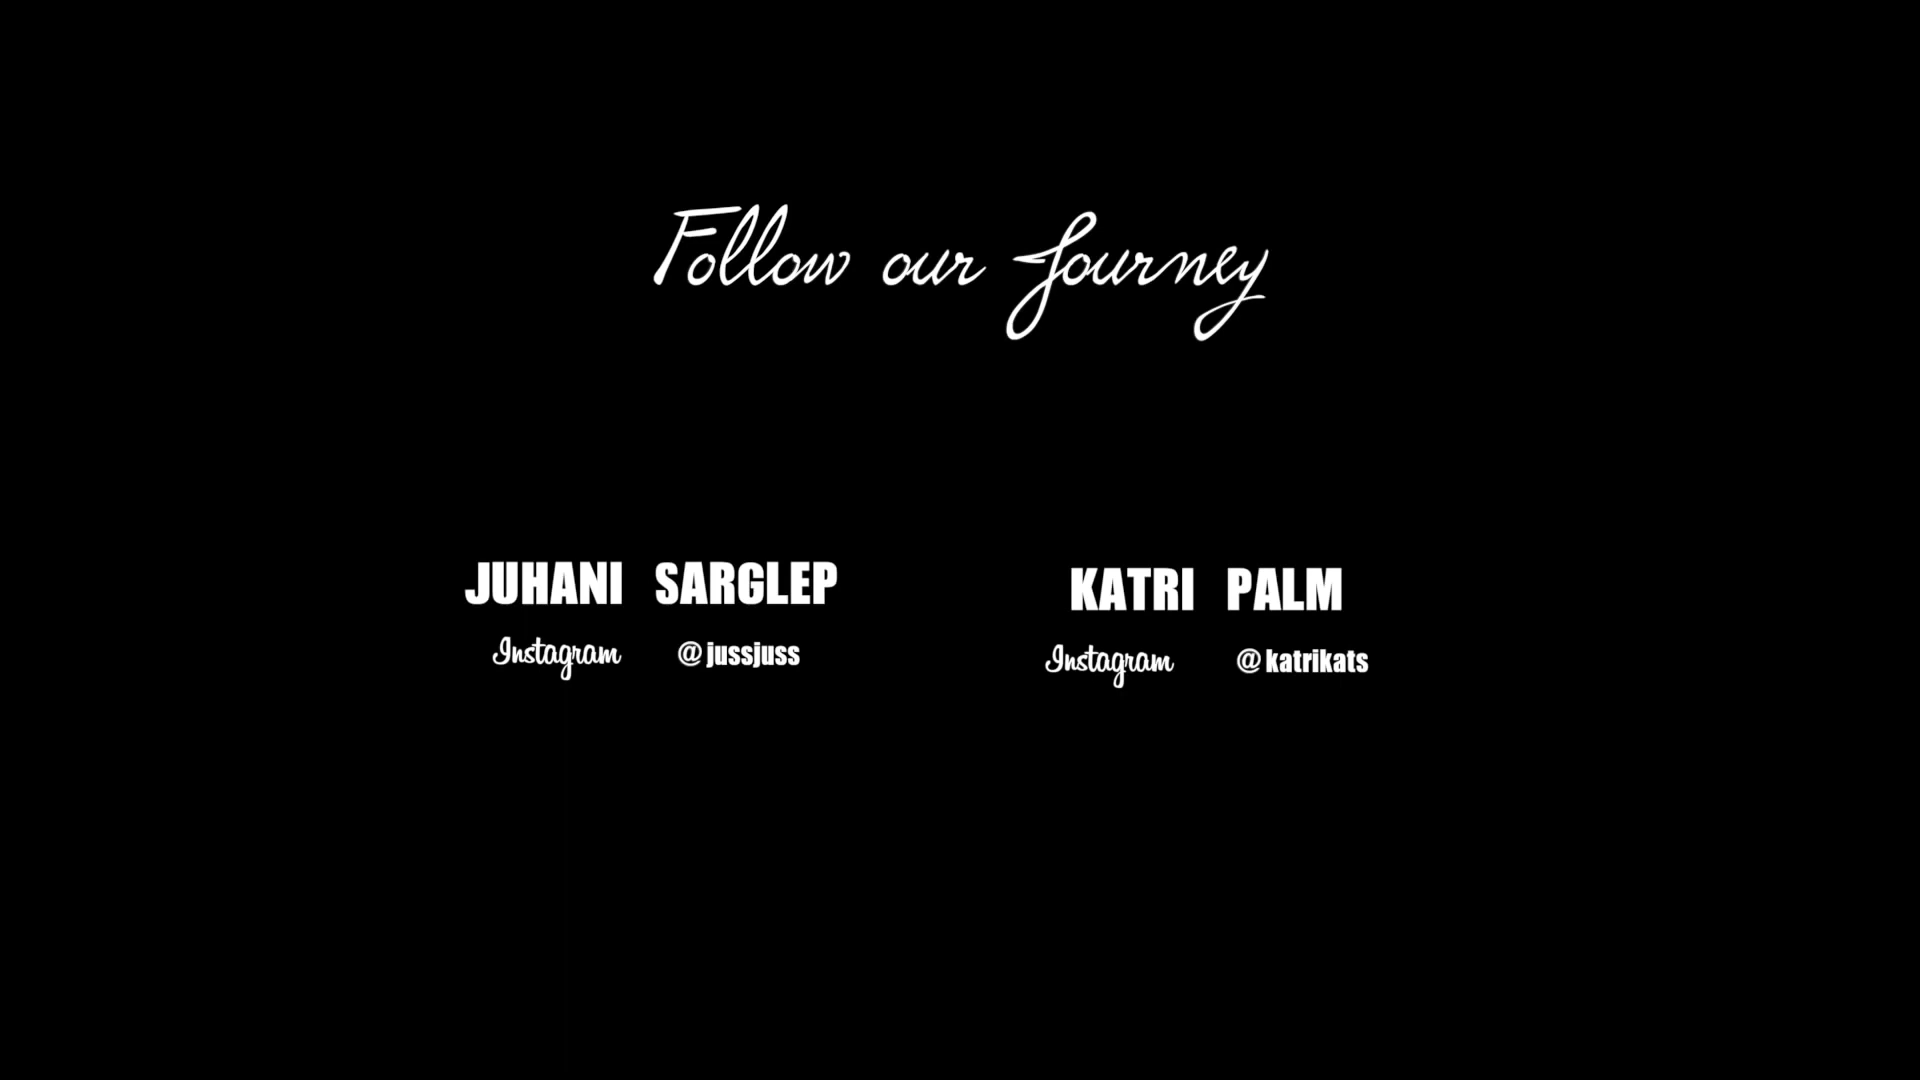 Follow our Journey
JUHANI SARGLEP
Instagram @jussjuss
KATRI PALM
Instagram @katrikats